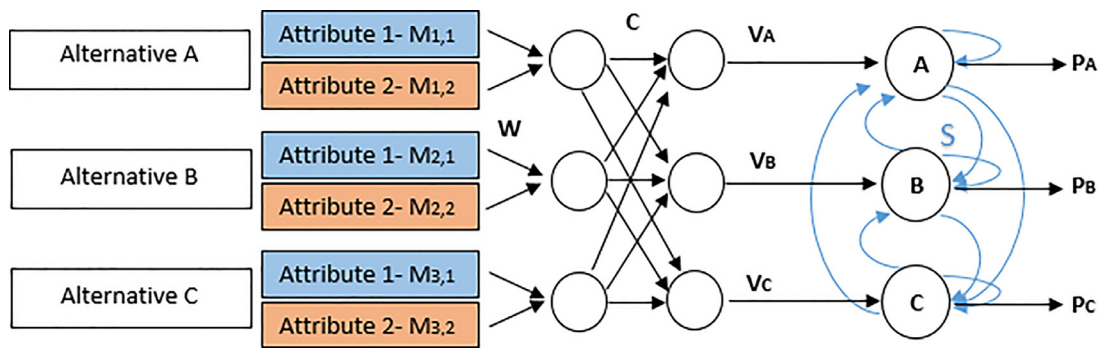 Alternative A
Attribute 1- M1,1
Attribute 2- M1,2
C
VA
A
PA
Alternative B
Attribute 1- M2,1
Attribute 2- M2,2
W
VB
S
B
PB
Alternative C
Attribute 1- M3,1
Attribute 2- M3,2
VC
C
PC